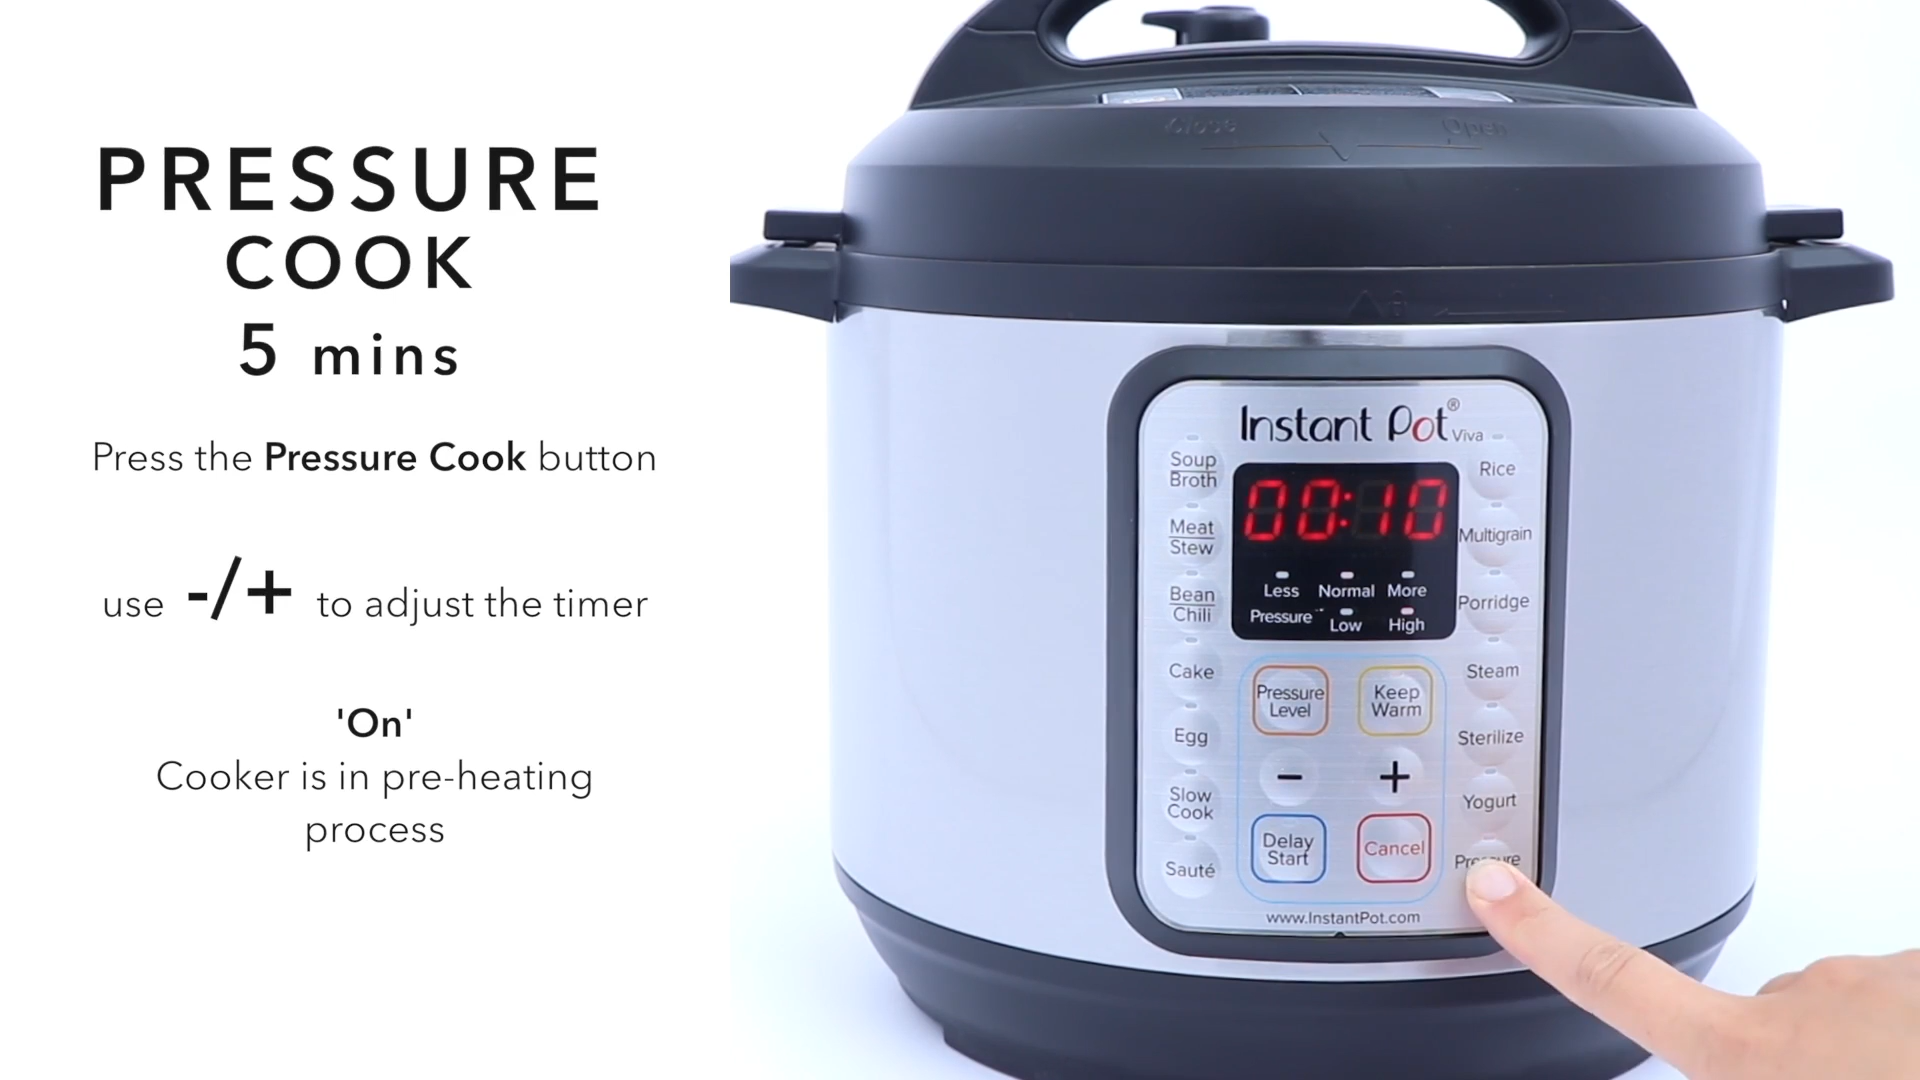 PRESSURE
COOK
5 mins
Press the Pressure Cook button
use -/+ to adjust the timer
'On'
Cooker is in pre-heating
process
Close Open
Instant Pot® Viva
00:10
Less Normal More
Pressure Low High
Soup
Broth
Meat
Stew
Bean
Chili
Cake
Egg
Slow
Cook
Sauté
Pressure
Level
Keep
Warm
- +
Delay
Start
Cancel
Rice
Multigrain
Porridge
Steam
Sterilize
Yogurt
Pressure
www.InstantPot.com